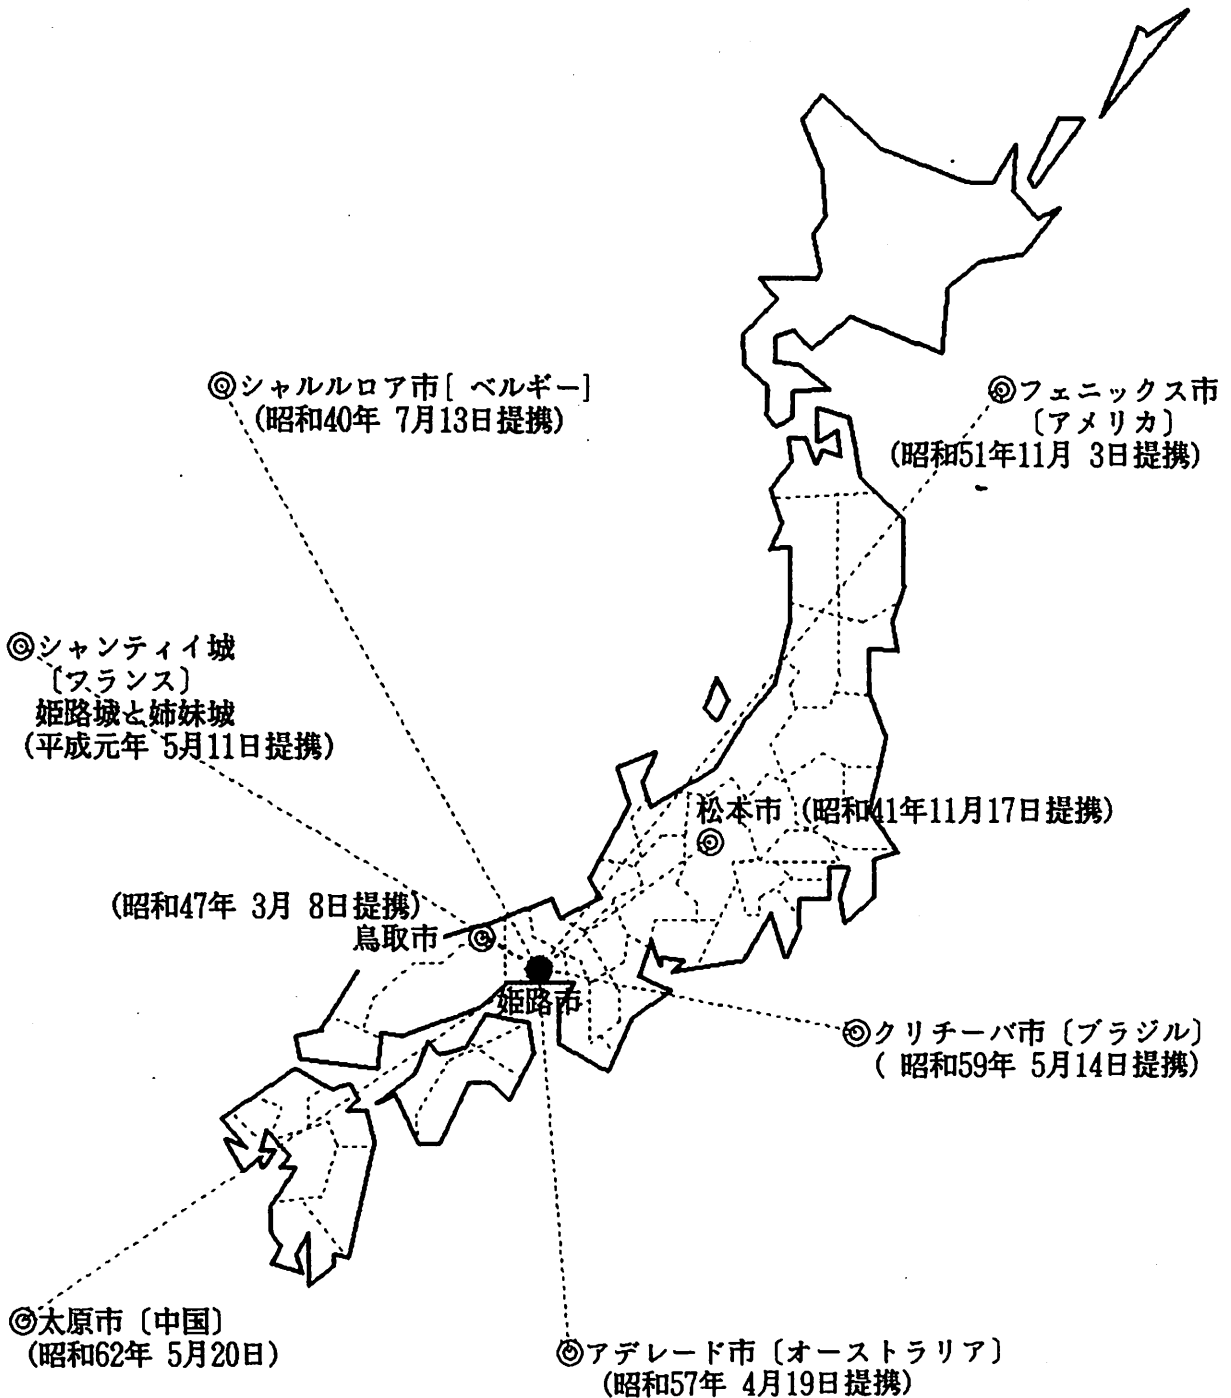 シャルルロア市[ ベルギー]
(昭和40年 7月13日提携)
フェニックス市
〔アメリカ〕
(昭和51年11月 3日提携)
シャンティイ城
〔フランス〕
姫路城と姉妹城
(平成元年 5月11日提携)
松本市 (昭和41年11月17日提携)
(昭和47年 3月 8日提携)
鳥取市
姫路市
クリチーバ市〔ブラジル〕
( 昭和59年 5月14日提携)
太原市〔中国〕
(昭和62年 5月20日)
アデレード市〔オーストラリア〕
(昭和57年 4月19日提携)